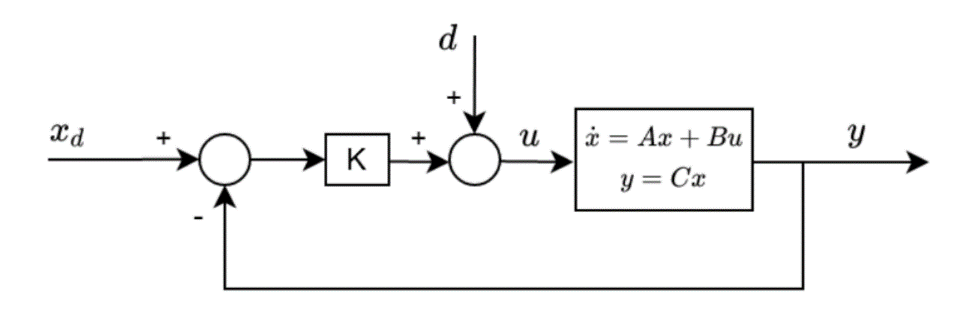 d
+
x_d
+
K
+
u
ẋ = Ax + Bu
y = Cx
y
-